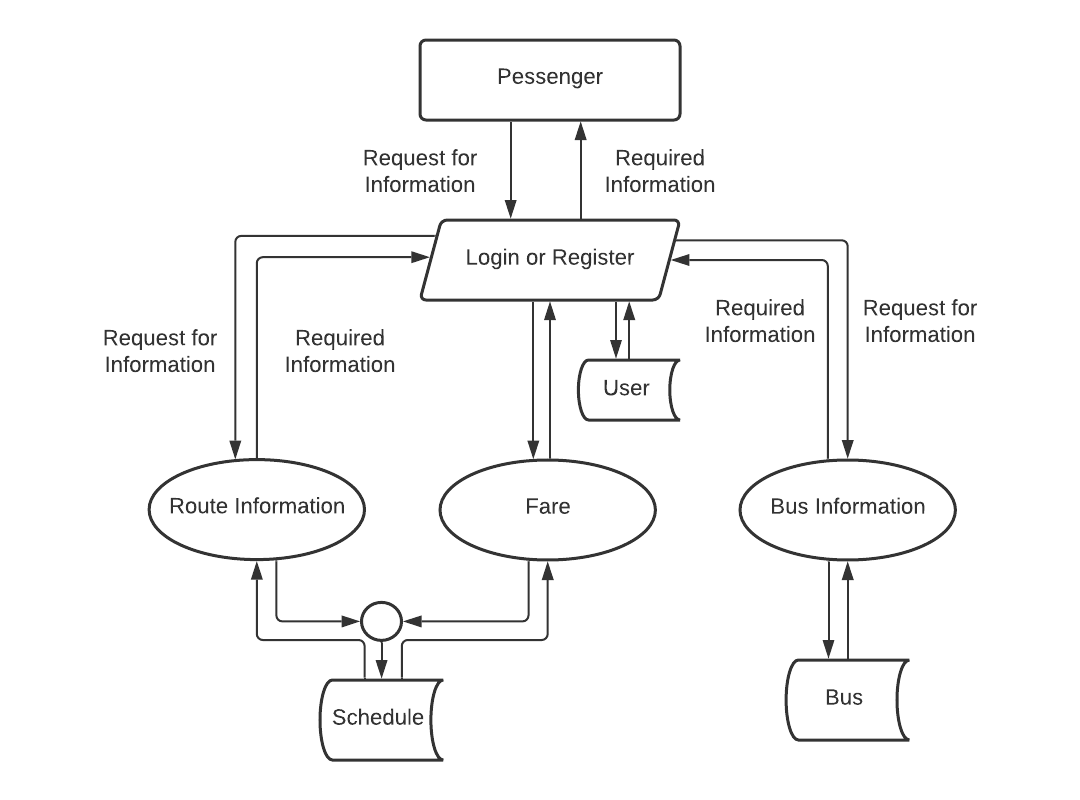 Pessenger
Request for
Information
Required
Information
Login or Register
Request for
Information
Required
Information
User
Required
Information
Request for
Information
Route Information
Fare
Bus Information
Schedule
Bus